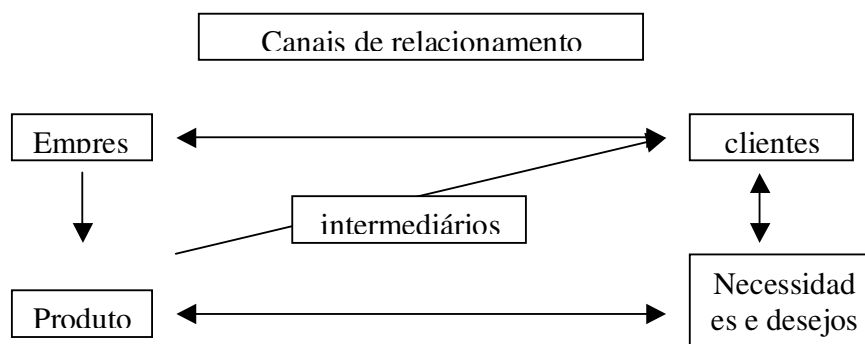 Canais de relacionamento
Empres
clientes
intermediários
Produto
Necessidad
es e desejos